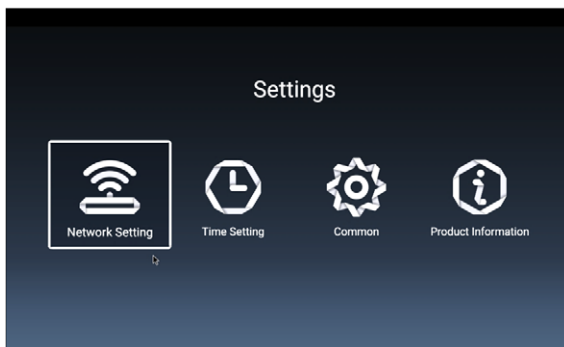 Settings
Network Setting
Time Setting
Common
Product Information